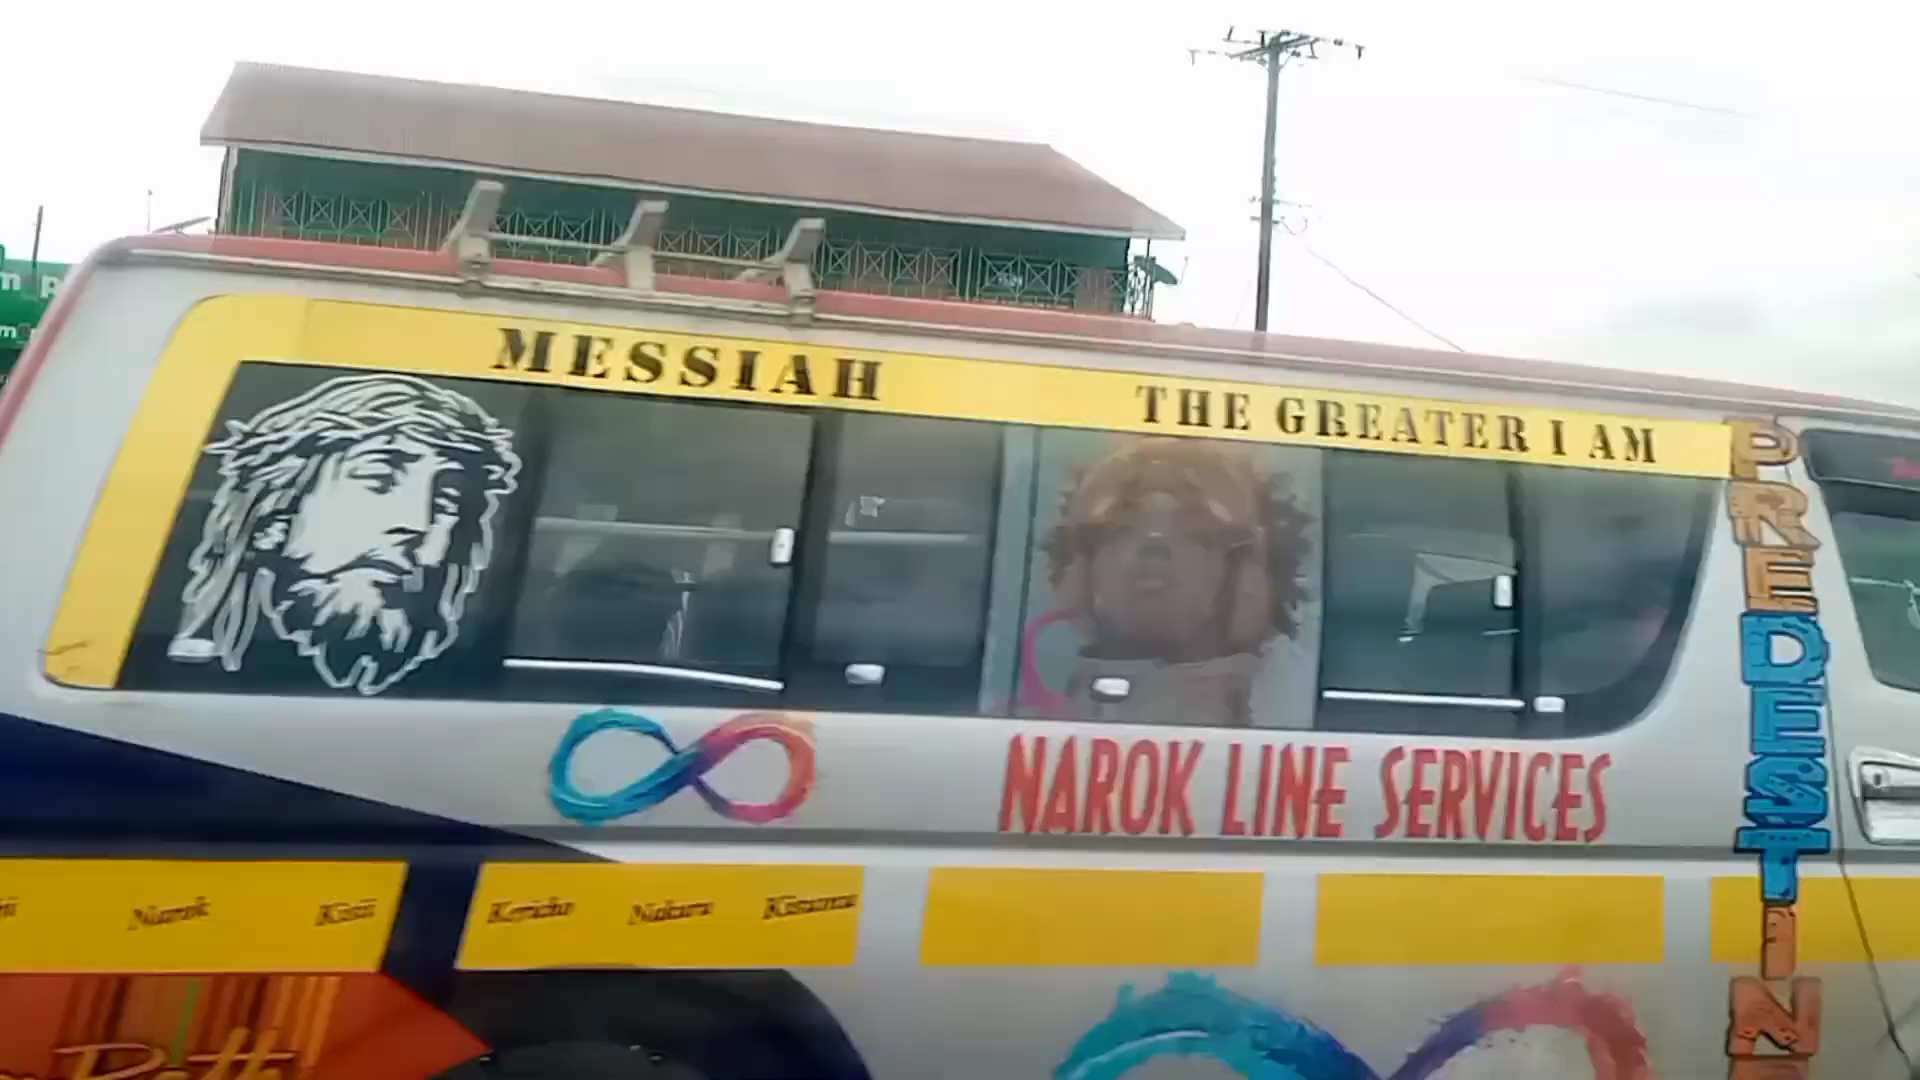 MESSIAH
THE GREATER I AM
PREDESTIN
NAROK LINE SERVICES
Narok Kisii Kericho Nakuru Kisumu